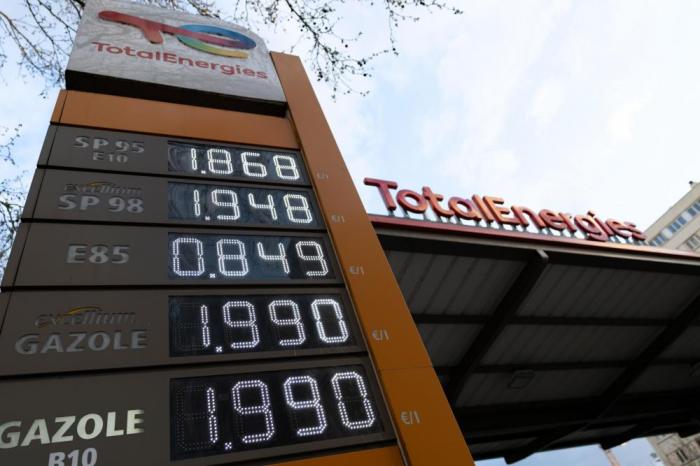 TotalEnergies
SP 95
E10
1.868
€/l
excellium
SP 98
1.948
€/l
E85
0.849
€/l
excellium
GAZOLE
1.990
€/l
GAZOLE
B10
1.990
€/l
TotalEnergies